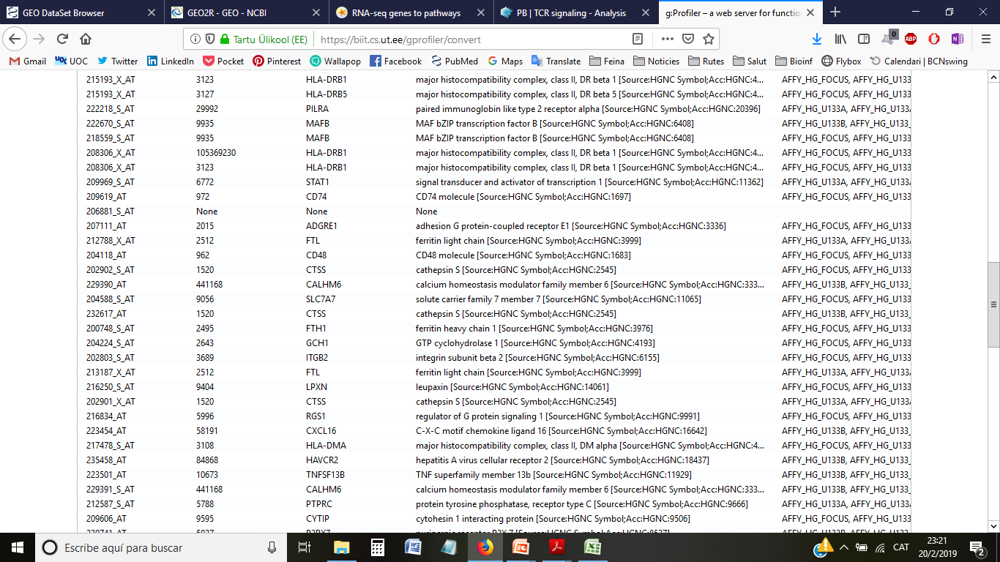 GEO DataSet Browser
GEO2R - GEO - NCBI
RNA-seq genes to pathways
PB | TCR signaling - Analysis
g:Profiler – a web server for function
Tartu Ülikool (EE) https://biit.cs.ut.ee/gprofiler/convert 0 ABP
Gmail UOC Twitter LinkedIn Pocket Pinterest Wallapop Facebook PubMed Maps Translate Feina Noticies Rutes Salut Bioinf Flybox Calendari | BCNswing
215193_X_AT 3123 HLA-DRB1 major histocompatibility complex, class II, DR beta 1 [Source:HGNC Symbol;Acc:HGNC:4... AFFY_HG_FOCUS, AFFY_HG_U133
215193_X_AT 3127 HLA-DRB5 major histocompatibility complex, class II, DR beta 5 [Source:HGNC Symbol;Acc:HGNC:4... AFFY_HG_FOCUS, AFFY_HG_U133
222218_S_AT 29992 PILRA paired immunoglobin like type 2 receptor alpha [Source:HGNC Symbol;Acc:HGNC:20396] AFFY_HG_U133A, AFFY_HG_U133A
222670_S_AT 9935 MAFB MAF bZIP transcription factor B [Source:HGNC Symbol;Acc:HGNC:6408] AFFY_HG_U133B, AFFY_HG_U133_
218559_S_AT 9935 MAFB MAF bZIP transcription factor B [Source:HGNC Symbol;Acc:HGNC:6408] AFFY_HG_FOCUS, AFFY_HG_U133
208306_X_AT 105369230 HLA-DRB1 major histocompatibility complex, class II, DR beta 1 [Source:HGNC Symbol;Acc:HGNC:4... AFFY_HG_FOCUS, AFFY_HG_U133
208306_X_AT 3123 HLA-DRB1 major histocompatibility complex, class II, DR beta 1 [Source:HGNC Symbol;Acc:HGNC:4... AFFY_HG_FOCUS, AFFY_HG_U133
209969_S_AT 6772 STAT1 signal transducer and activator of transcription 1 [Source:HGNC Symbol;Acc:HGNC:11362] AFFY_HG_U133A, AFFY_HG_U133A
209619_AT 972 CD74 CD74 molecule [Source:HGNC Symbol;Acc:HGNC:1697] AFFY_HG_FOCUS, AFFY_HG_U133
206881_S_AT None None None
207111_AT 2015 ADGRE1 adhesion G protein-coupled receptor E1 [Source:HGNC Symbol;Acc:HGNC:3336] AFFY_HG_FOCUS, AFFY_HG_U133
212788_X_AT 2512 FTL ferritin light chain [Source:HGNC Symbol;Acc:HGNC:3999] AFFY_HG_U133A, AFFY_HG_U133A
204118_AT 962 CD48 CD48 molecule [Source:HGNC Symbol;Acc:HGNC:1683] AFFY_HG_FOCUS, AFFY_HG_U133
202902_S_AT 1520 CTSS cathepsin S [Source:HGNC Symbol;Acc:HGNC:2545] AFFY_HG_FOCUS, AFFY_HG_U133
229390_AT 441168 CALHM6 calcium homeostasis modulator family member 6 [Source:HGNC Symbol;Acc:HGNC:333... AFFY_HG_U133B, AFFY_HG_U133_
204588_S_AT 9056 SLC7A7 solute carrier family 7 member 7 [Source:HGNC Symbol;Acc:HGNC:11065] AFFY_HG_FOCUS, AFFY_HG_U133
232617_AT 1520 CTSS cathepsin S [Source:HGNC Symbol;Acc:HGNC:2545] AFFY_HG_U133B, AFFY_HG_U133_
200748_S_AT 2495 FTH1 ferritin heavy chain 1 [Source:HGNC Symbol;Acc:HGNC:3976] AFFY_HG_FOCUS, AFFY_HG_U133
204224_S_AT 2643 GCH1 GTP cyclohydrolase 1 [Source:HGNC Symbol;Acc:HGNC:4193] AFFY_HG_FOCUS, AFFY_HG_U133
202803_S_AT 3689 ITGB2 integrin subunit beta 2 [Source:HGNC Symbol;Acc:HGNC:6155] AFFY_HG_FOCUS, AFFY_HG_U133
213187_X_AT 2512 FTL ferritin light chain [Source:HGNC Symbol;Acc:HGNC:3999] AFFY_HG_U133A, AFFY_HG_U133A
216250_S_AT 9404 LPXN leupaxin [Source:HGNC Symbol;Acc:HGNC:14061] AFFY_HG_FOCUS, AFFY_HG_U133
202901_X_AT 1520 CTSS cathepsin S [Source:HGNC Symbol;Acc:HGNC:2545] AFFY_HG_U133A, AFFY_HG_U133A
216834_AT 5996 RGS1 regulator of G protein signaling 1 [Source:HGNC Symbol;Acc:HGNC:9991] AFFY_HG_FOCUS, AFFY_HG_U133
223454_AT 58191 CXCL16 C-X-C motif chemokine ligand 16 [Source:HGNC Symbol;Acc:HGNC:16642] AFFY_HG_U133B, AFFY_HG_U133_
217478_S_AT 3108 HLA-DMA major histocompatibility complex, class II, DM alpha [Source:HGNC Symbol;Acc:HGNC:4... AFFY_HG_FOCUS, AFFY_HG_U133
235458_AT 84868 HAVCR2 hepatitis A virus cellular receptor 2 [Source:HGNC Symbol;Acc:HGNC:18437] AFFY_HG_U133B, AFFY_HG_U133_
223501_AT 10673 TNFSF13B TNF superfamily member 13b [Source:HGNC Symbol;Acc:HGNC:11929] AFFY_HG_U133B, AFFY_HG_U133_
229391_S_AT 441168 CALHM6 calcium homeostasis modulator family member 6 [Source:HGNC Symbol;Acc:HGNC:333... AFFY_HG_U133B, AFFY_HG_U133_
212587_S_AT 5788 PTPRC protein tyrosine phosphatase, receptor type C [Source:HGNC Symbol;Acc:HGNC:9666] AFFY_HG_U133A, AFFY_HG_U133A
209606_AT 9595 CYTIP cytohesin 1 interacting protein [Source:HGNC Symbol;Acc:HGNC:9506] AFFY_HG_FOCUS, AFFY_HG_U133
Escribe aquí para buscar CAT 23:21
20/2/2019 2